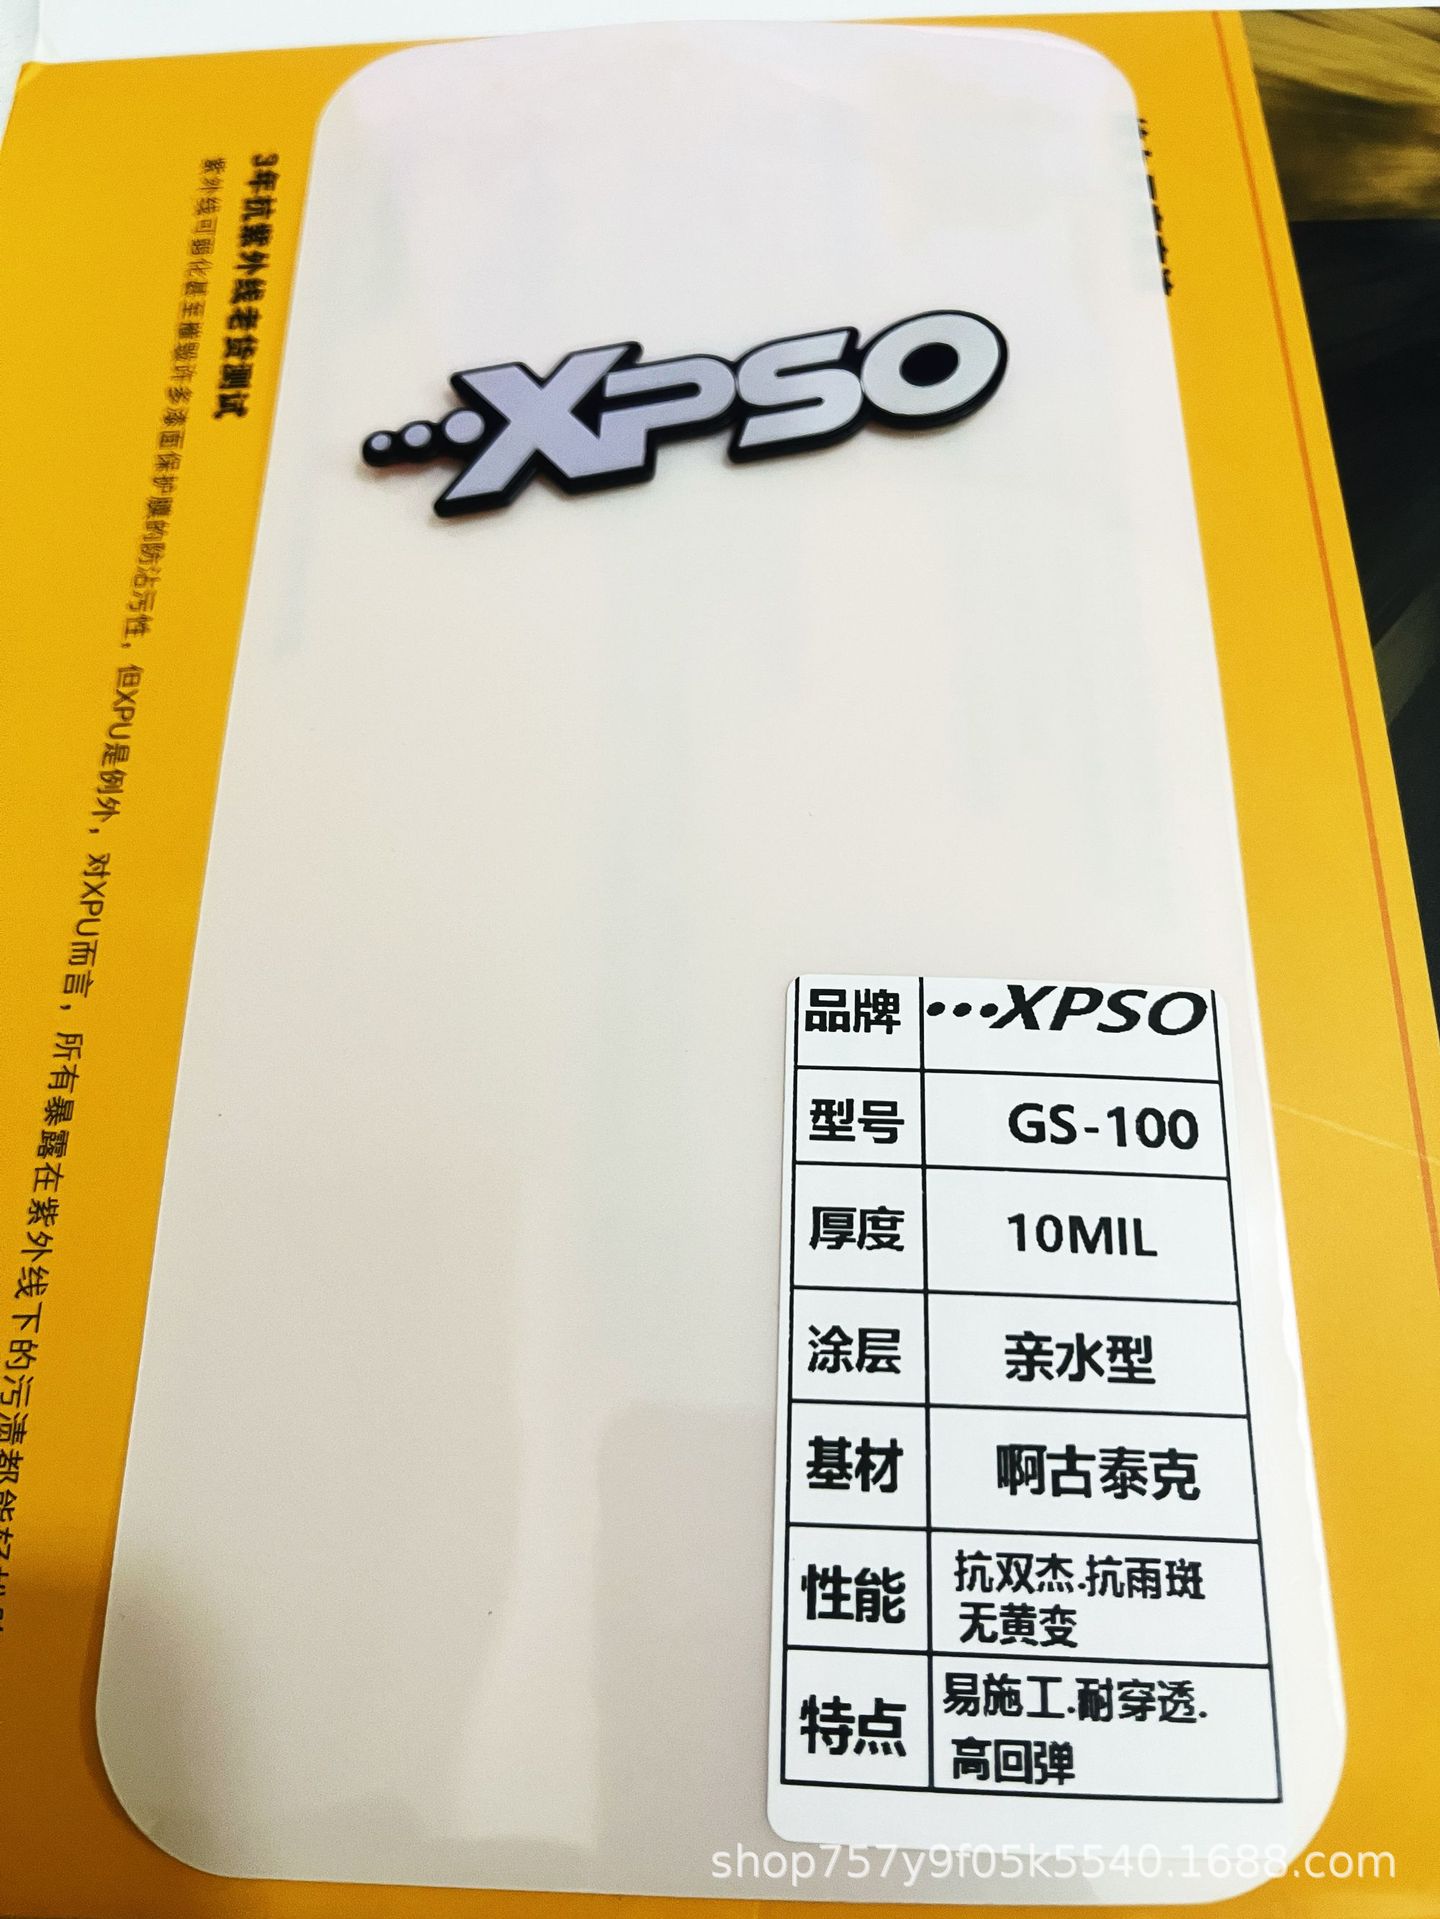 3年抗紫外线老货测试
紫外线可弱化甚至摧毁许多漆面保护膜的防沾污性，但XPU是例外，对XPU而言，所有暴露在紫外线下的污渍都能
XPSO
品牌 •••XPSO
型号 GS-100
厚度 10MIL
涂层 亲水型
基材 啊古泰克
性能 抗双杰.抗雨斑
无黄变
特点 易施工.耐穿透.
高回弹
shop757y9f05k5540.1688.com